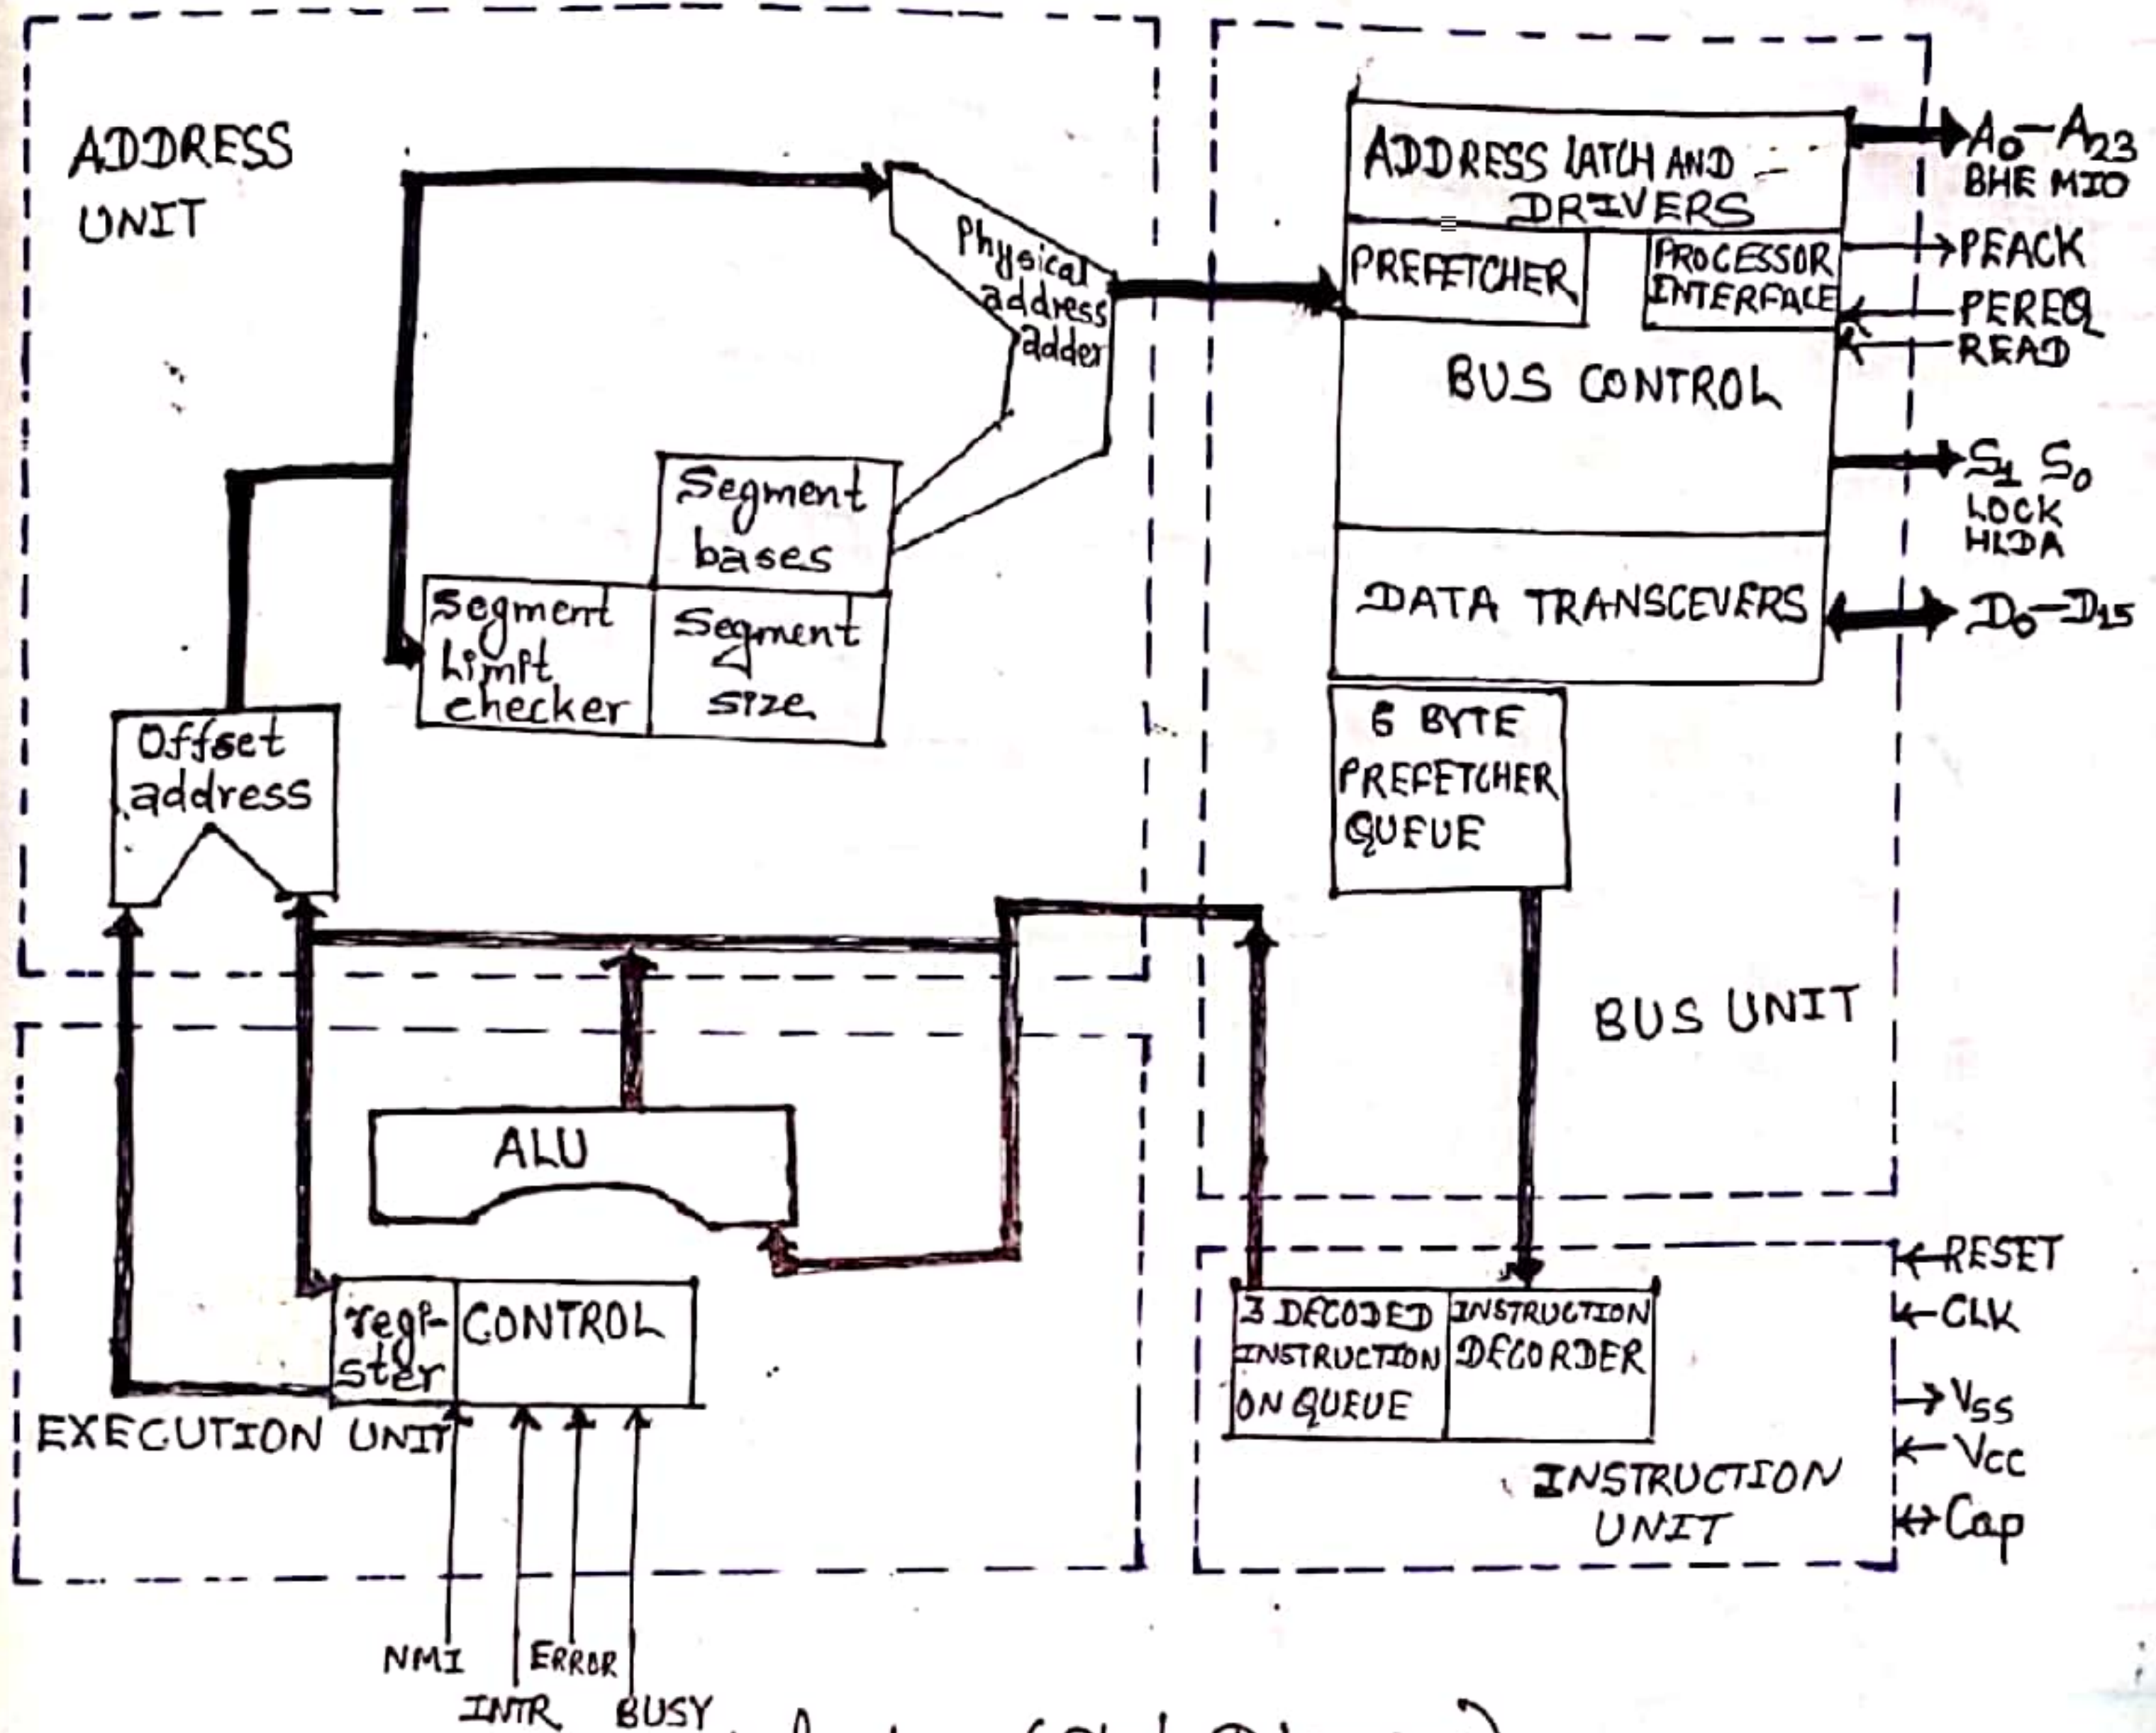 ADDRESS
UNIT
Physical
address
adder
Segment
bases
Segment
Limit
checker
Segment
size
Offset
address
ALU
regi-
ster
CONTROL
EXECUTION UNIT
NMI
INTR
ERROR
BUSY
ADDRESS LATCH AND
DRIVERS
PREFETCHER
PROCESSOR
INTERFACE
BUS CONTROL
DATA TRANSCEVERS
6 BYTE
PREFETCHER
QUEUE
BUS UNIT
3 DECODED
INSTRUCTION
ON QUEUE
INSTRUCTION
DECORDER
INSTRUCTION
UNIT
A0-A23
BHE MIO
PEACK
PEREQ
READ
S1 S0
LOCK
HLDA
D0-D15
RESET
CLK
VSS
VCC
Cap